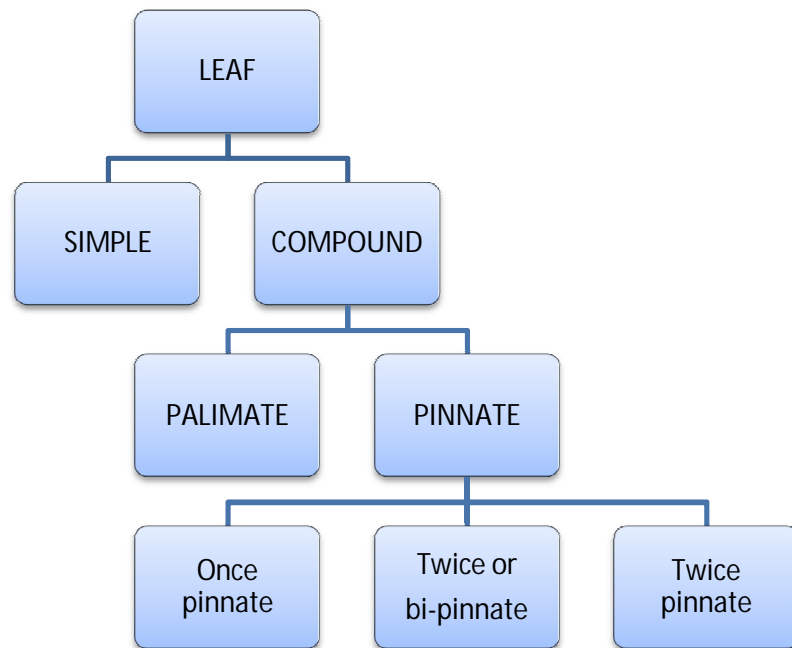 LEAF
SIMPLE
COMPOUND
PALIMATE
PINNATE
Once
pinnate
Twice or
bi-pinnate
Twice
pinnate